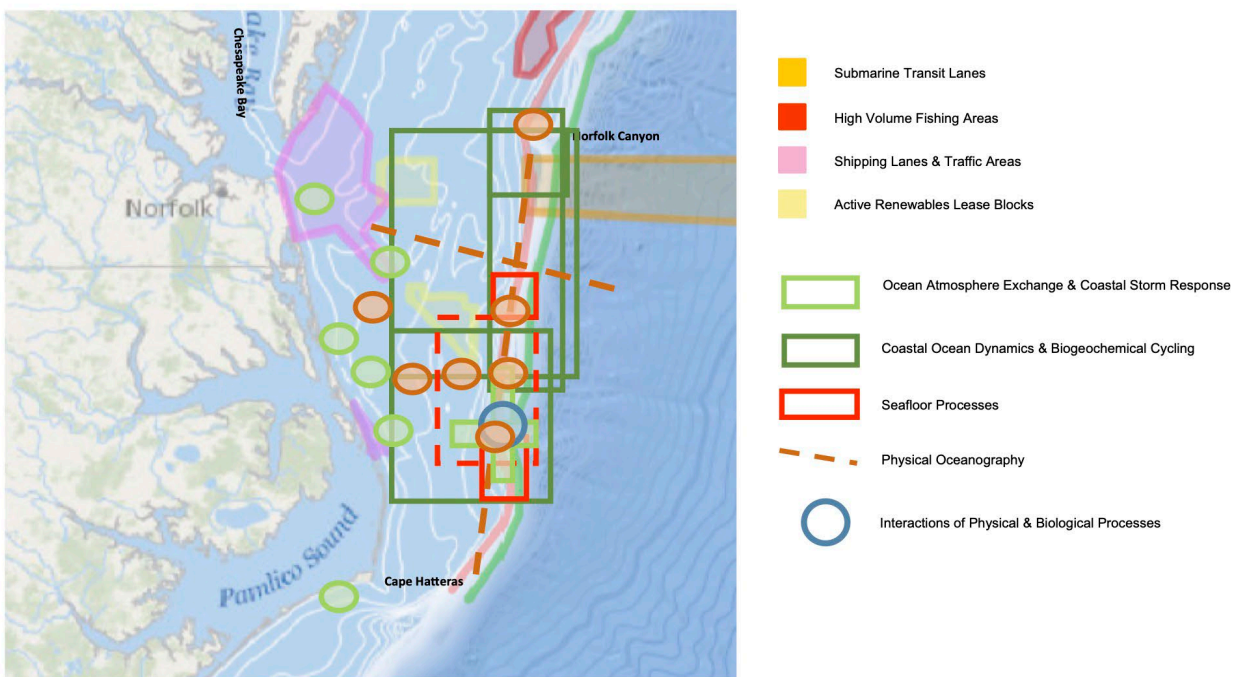 ake Bay
Chesapeake Bay
Norfolk Canyon
Norfolk
Pamlico Sound
Cape Hatteras
Submarine Transit Lanes
High Volume Fishing Areas
Shipping Lanes & Traffic Areas
Active Renewables Lease Blocks
Ocean Atmosphere Exchange & Coastal Storm Response
Coastal Ocean Dynamics & Biogeochemical Cycling
Seafloor Processes
Physical Oceanography
Interactions of Physical & Biological Processes